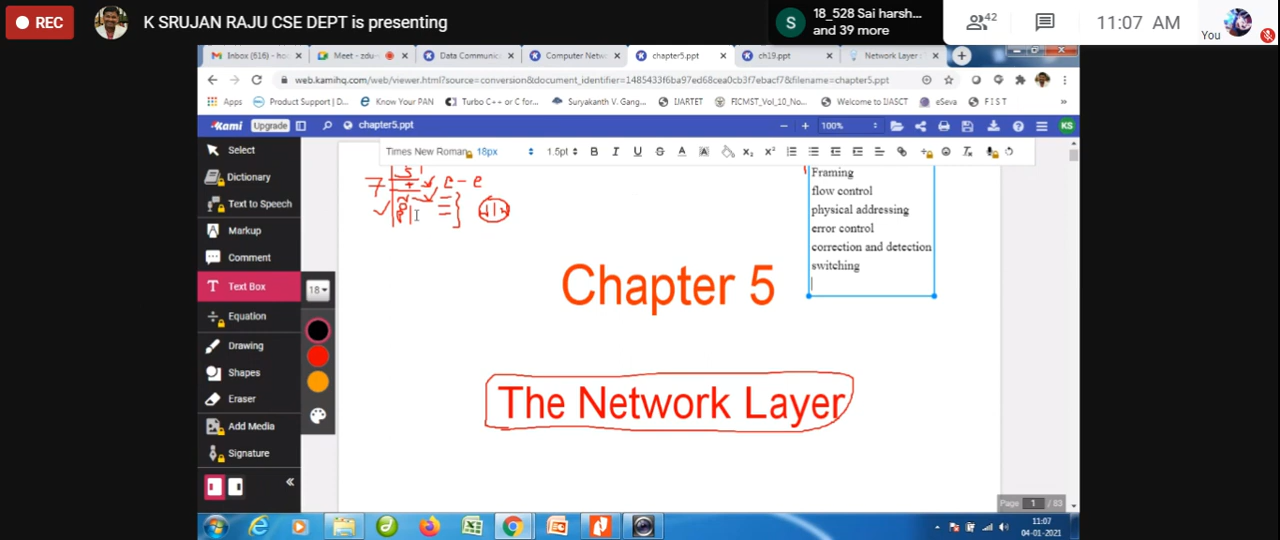 REC
K SRUJAN RAJU CSE DEPT is presenting
S
18_528 Sai harsh...
and 39 more
42
11:07 AM
You
Inbox (616) - ho
Meet - zdu
Data Communic
Computer Netw
chapter5.ppt
ch19.ppt
Network Layer
web.kamihq.com/web/viewer.html?source=conversion&document_identifier=1485433f6ba97ed68cea0cb3f7ebacf7&filename=chapter5.ppt
Apps
Product Support | D...
Know Your PAN
Turbo C++ or C for...
Suryakanth V. Gang...
IJARTET
FICMST_Vol_10_No...
Welcome to IJASCT
eSeva
F I S T
»
Kami
Upgrade
chapter5.ppt
100%
KS
Select
Times New Roman
18px
1.5pt
B I U S A
Dictionary
Text to Speech
Markup
Comment
Text Box
18
Equation
Drawing
Shapes
Eraser
Add Media
Signature
7
Framing
flow control
physical addressing
error control
correction and detection
switching
Chapter 5
The Network Layer
Page 1 / 83
11:07
04-01-2021